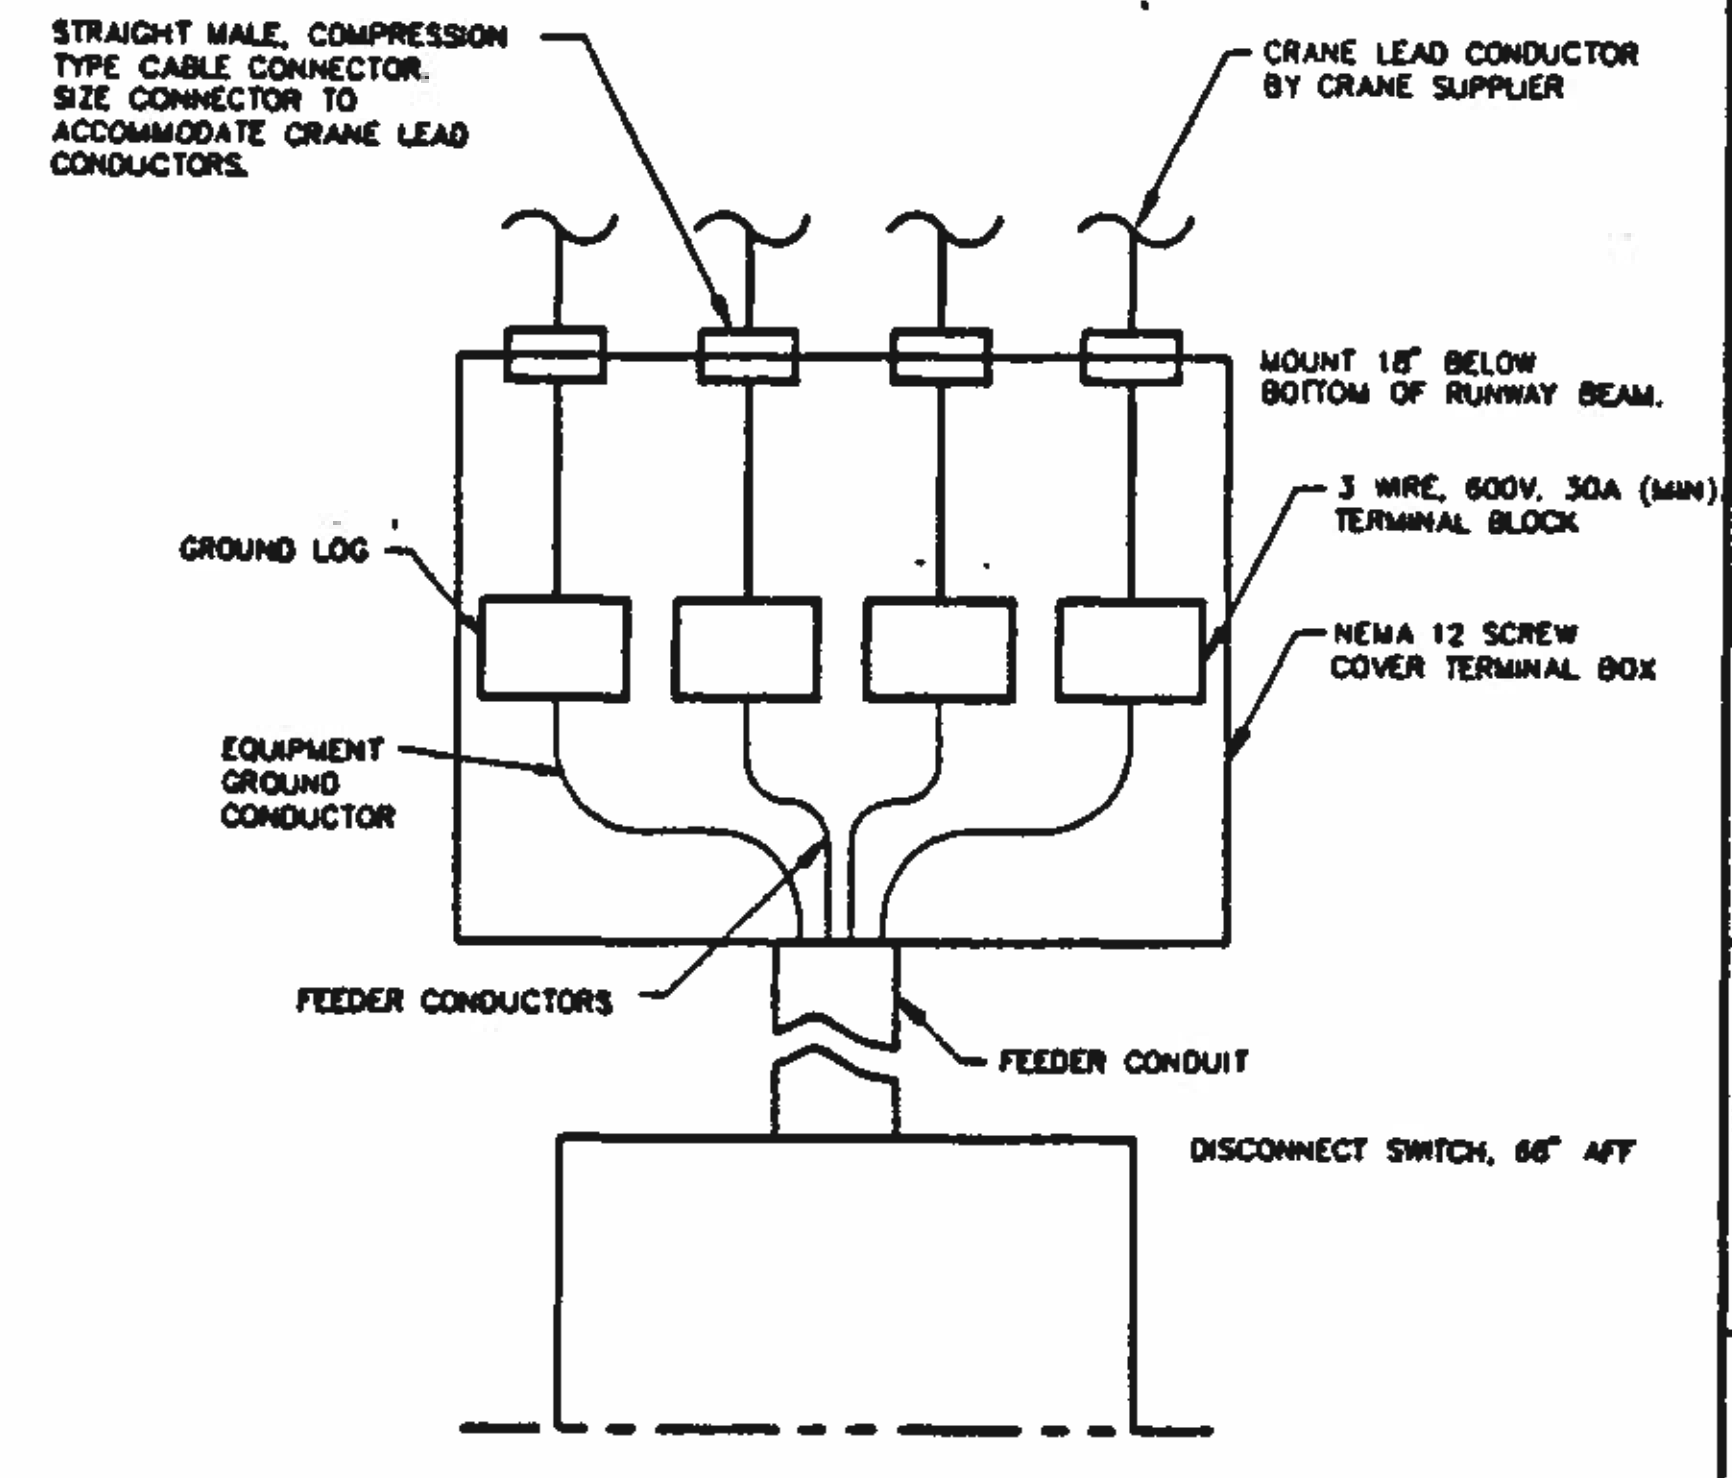 STRAIGHT MALE, COMPRESSION
TYPE CABLE CONNECTOR.
SIZE CONNECTOR TO
ACCOMMODATE CRANE LEAD
CONDUCTORS.
CRANE LEAD CONDUCTOR
BY CRANE SUPPLIER
MOUNT 18" BELOW
BOTTOM OF RUNWAY BEAM.
3 WIRE, 600V, 30A (MIN)
TERMINAL BLOCK
GROUND LOG
NEMA 12 SCREW
COVER TERMINAL BOX
EQUIPMENT
GROUND
CONDUCTOR
FEEDER CONDUCTORS
FEEDER CONDUIT
DISCONNECT SWITCH, AFF